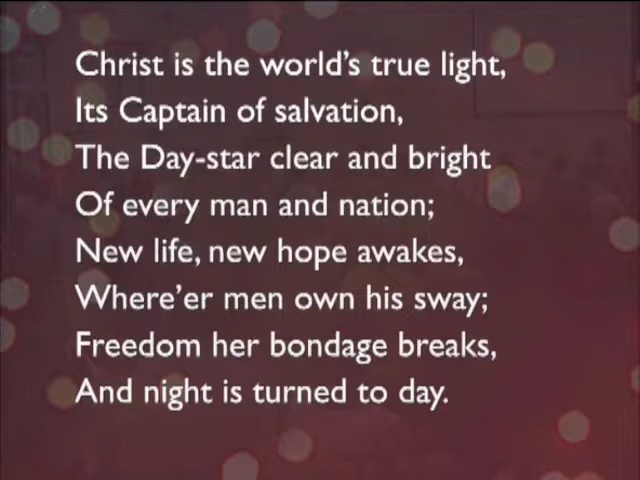 Christ is the world's true light,
Its Captain of salvation,
The Day-star clear and bright
Of every man and nation;
New life, new hope awakes,
Where'er men own his sway;
Freedom her bondage breaks,
And night is turned to day.